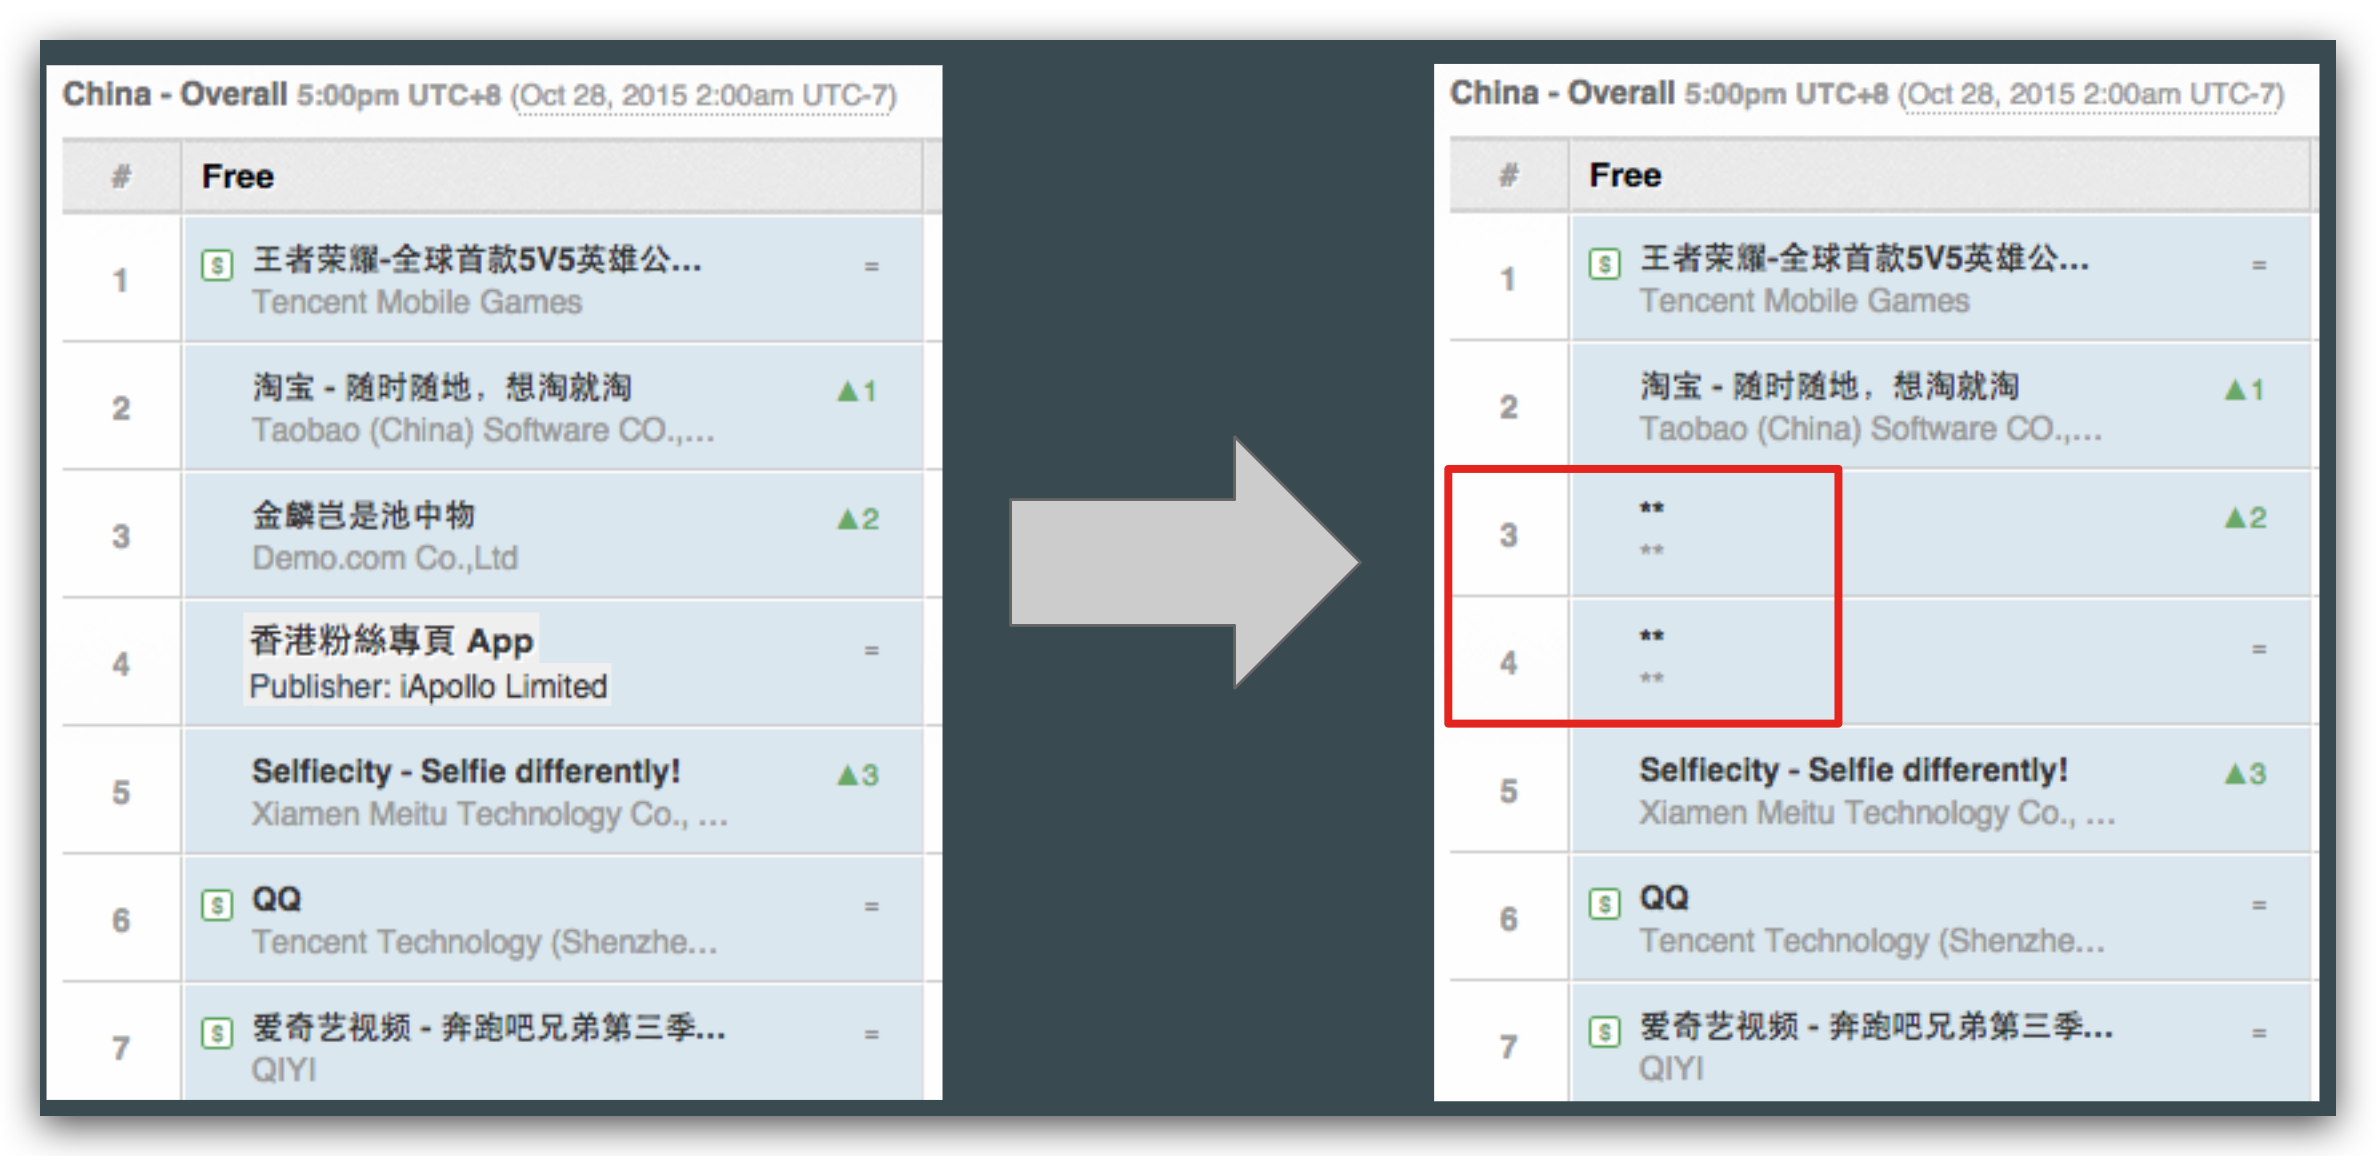 China - Overall 5:00pm UTC+8 (Oct 28, 2015 2:00am UTC-7)
# Free
1 $ 王者荣耀-全球首款5V5英雄公... =
Tencent Mobile Games
2 淘宝 - 随时随地，想淘就淘 ▲1
Taobao (China) Software CO.,...
3 金麟岂是池中物 ▲2
Demo.com Co.,Ltd
4 香港粉絲專頁 App =
Publisher: iApollo Limited
5 Selfiecity - Selfie differently! ▲3
Xiamen Meitu Technology Co., ...
6 $ QQ =
Tencent Technology (Shenzhe...
7 $ 爱奇艺视频 - 奔跑吧兄弟第三季... =
QIYI
China - Overall 5:00pm UTC+8 (Oct 28, 2015 2:00am UTC-7)
# Free
1 $ 王者荣耀-全球首款5V5英雄公... =
Tencent Mobile Games
2 淘宝 - 随时随地，想淘就淘 ▲1
Taobao (China) Software CO.,...
3 ** ▲2
**
4 ** =
**
5 Selfiecity - Selfie differently! ▲3
Xiamen Meitu Technology Co., ...
6 $ QQ =
Tencent Technology (Shenzhe...
7 $ 爱奇艺视频 - 奔跑吧兄弟第三季... =
QIYI